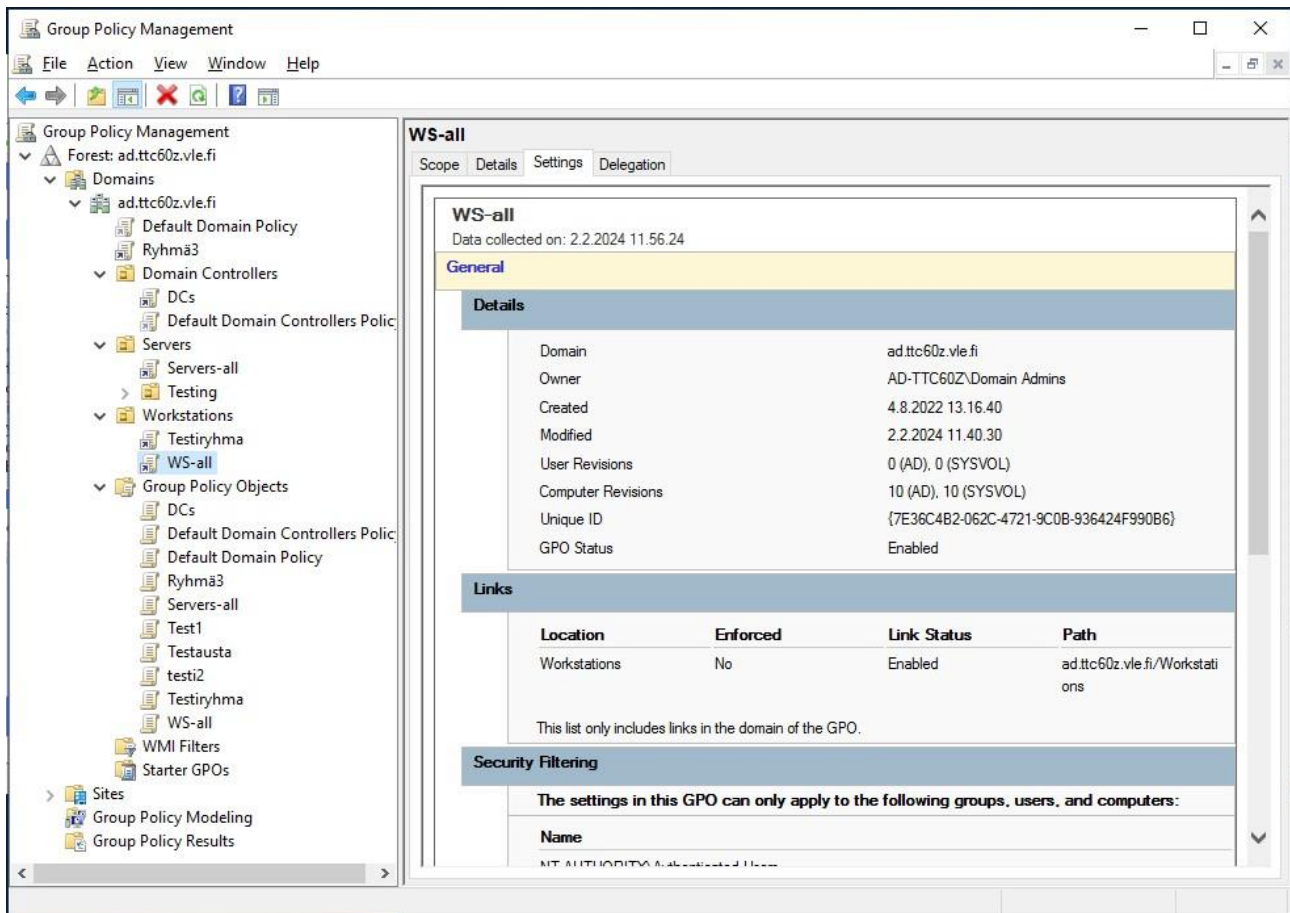 Group Policy Management
File Action View Window Help
Group Policy Management
Forest: ad.ttc60z.vle.fi
Domains
ad.ttc60z.vle.fi
Default Domain Policy
Ryhmä3
Domain Controllers
DCs
Default Domain Controllers Polic
Servers
Servers-all
Testing
Workstations
Testiryhma
WS-all
Group Policy Objects
DCs
Default Domain Controllers Polic
Default Domain Policy
Ryhmä3
Servers-all
Test1
Testausta
testi2
Testiryhma
WS-all
WMI Filters
Starter GPOs
Sites
Group Policy Modeling
Group Policy Results
WS-all
Scope Details Settings Delegation
WS-all
Data collected on: 2.2.2024 11.56.24
General
Details
Domain ad.ttc60z.vle.fi
Owner AD-TTC60Z\Domain Admins
Created 4.8.2022 13.16.40
Modified 2.2.2024 11.40.30
User Revisions 0 (AD), 0 (SYSVOL)
Computer Revisions 10 (AD), 10 (SYSVOL)
Unique ID {7E36C4B2-062C-4721-9C0B-936424F990B6}
GPO Status Enabled
Links
Location Enforced Link Status Path
Workstations No Enabled ad.ttc60z.vle.fi/Workstati
ons
This list only includes links in the domain of the GPO.
Security Filtering
The settings in this GPO can only apply to the following groups, users, and computers:
Name
NT AUTHORITY\Authenticated Users